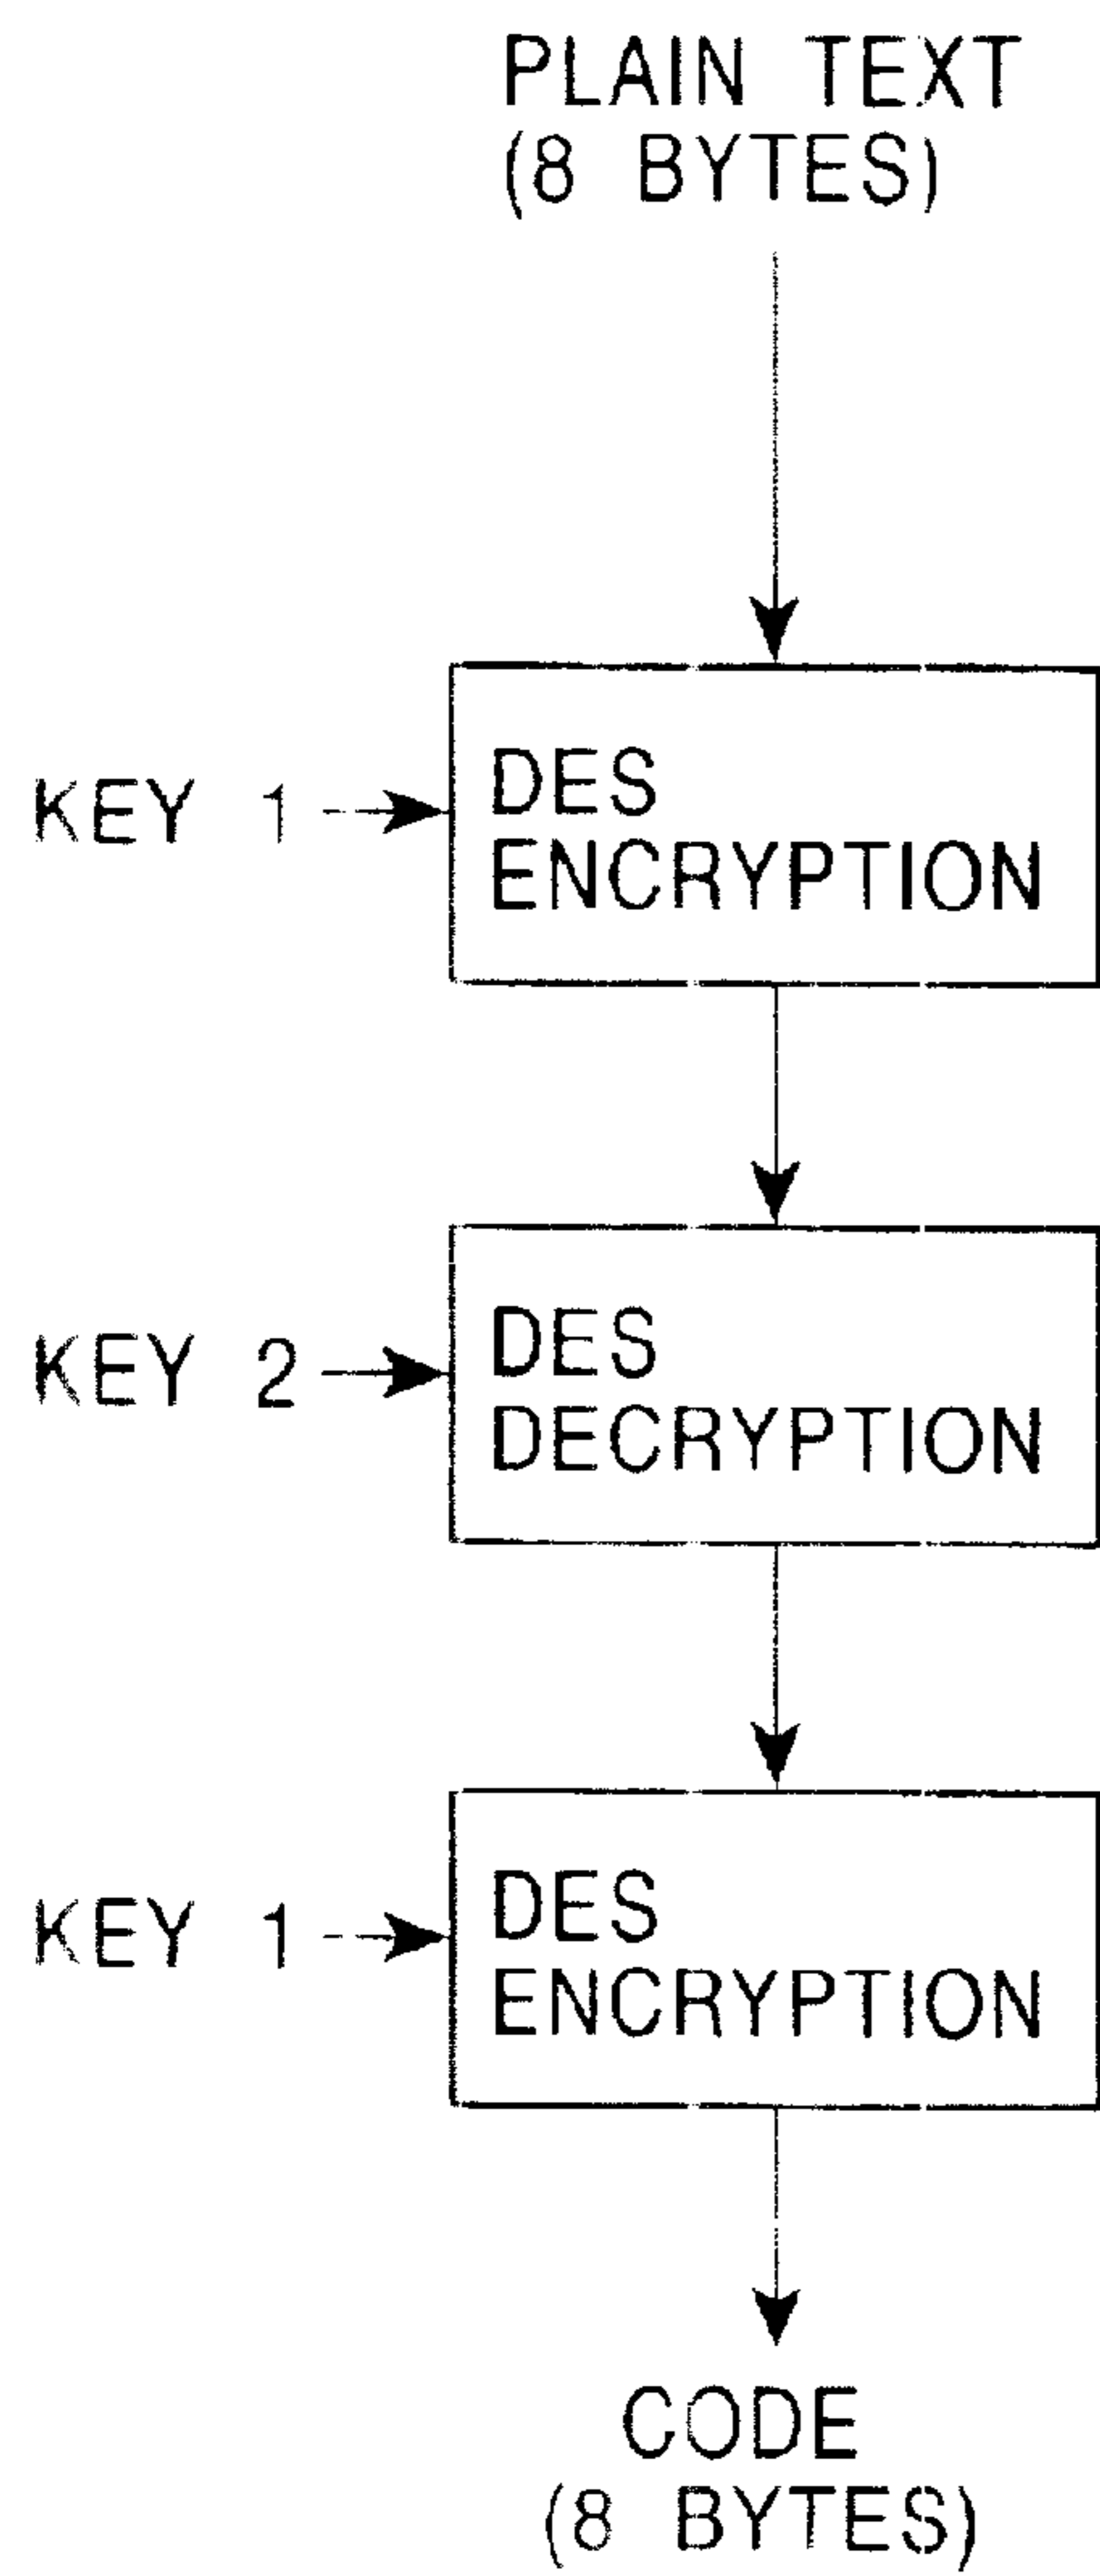 PLAIN TEXT
(8 BYTES)
KEY 1
DES
ENCRYPTION
KEY 2
DES
DECRYPTION
KEY 1
DES
ENCRYPTION
CODE
(8 BYTES)